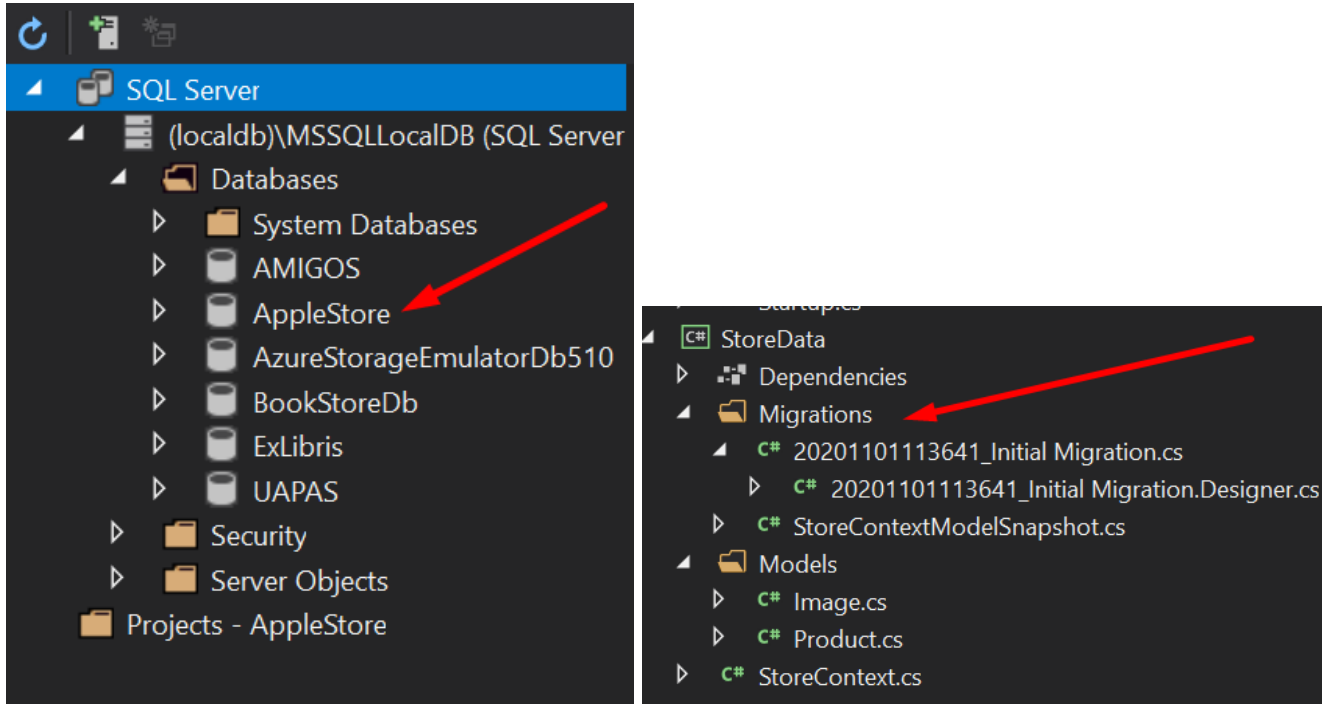 SQL Server
(localdb)\MSSQLLocalDB (SQL Server
Databases
System Databases
AMIGOS
AppleStore
AzureStorageEmulatorDb510
BookStoreDb
ExLibris
UAPAS
Security
Server Objects
Projects - AppleStore
Startup.cs
C# StoreData
Dependencies
Migrations
C# 20201101113641_Initial Migration.cs
C# 20201101113641_Initial Migration.Designer.cs
C# StoreContextModelSnapshot.cs
Models
C# Image.cs
C# Product.cs
C# StoreContext.cs